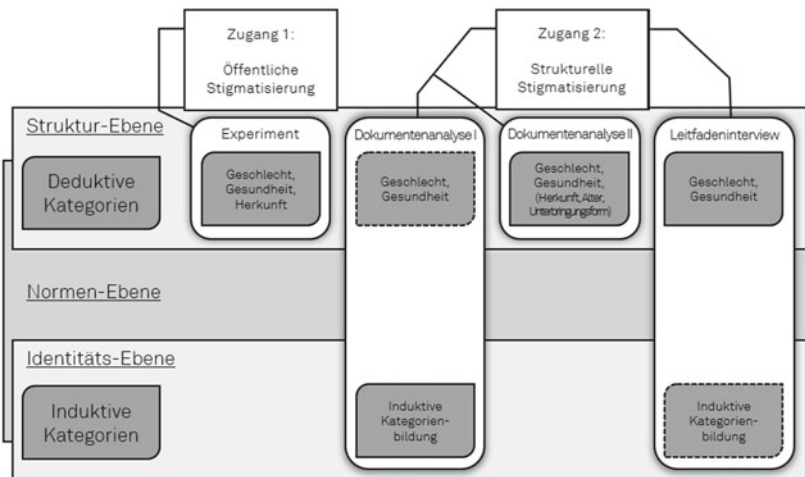 Zugang 1:
Öffentliche
Stigmatisierung
Zugang 2:
Strukturelle
Stigmatisierung
Struktur-Ebene
Deduktive
Kategorien
Experiment
Geschlecht,
Gesundheit,
Herkunft
Dokumentenanalyse I
Geschlecht,
Gesundheit
Dokumentenanalyse II
Geschlecht,
Gesundheit,
(Herkunft, Alter,
Unterbringungsform)
Leitfadeninterview
Geschlecht,
Gesundheit
Normen-Ebene
Identitäts-Ebene
Induktive
Kategorien
Induktive
Kategorien-
bildung
Induktive
Kategorien-
bildung